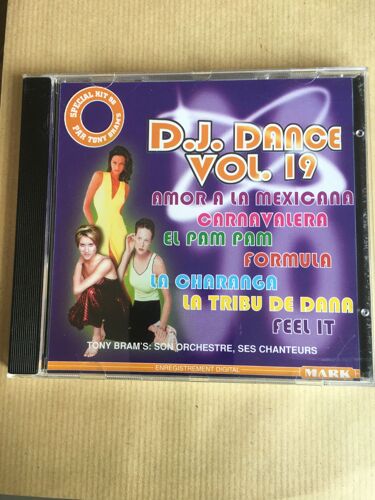 SPECIAL HIT 98
PAR TONY BRAM'S
D.J. DANCE
VOL. 19
AMOR A LA MEXICANA
CARNAVALERA
EL PAM PAM
FORMULA
LA CHARANGA
LA TRIBU DE DANA
FEEL IT
TONY BRAM'S: SON ORCHESTRE, SES CHANTEURS
ENREGISTREMENT DIGITAL
MARK